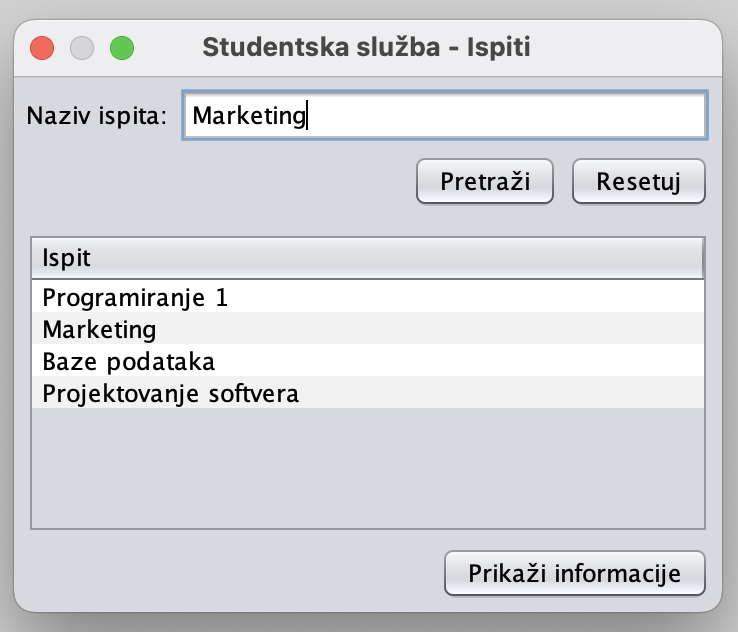 Studentska služba - Ispiti
Naziv ispita: Marketing
Pretraži Resetuj
Ispit
Programiranje 1
Marketing
Baze podataka
Projektovanje softvera
Prikaži informacije